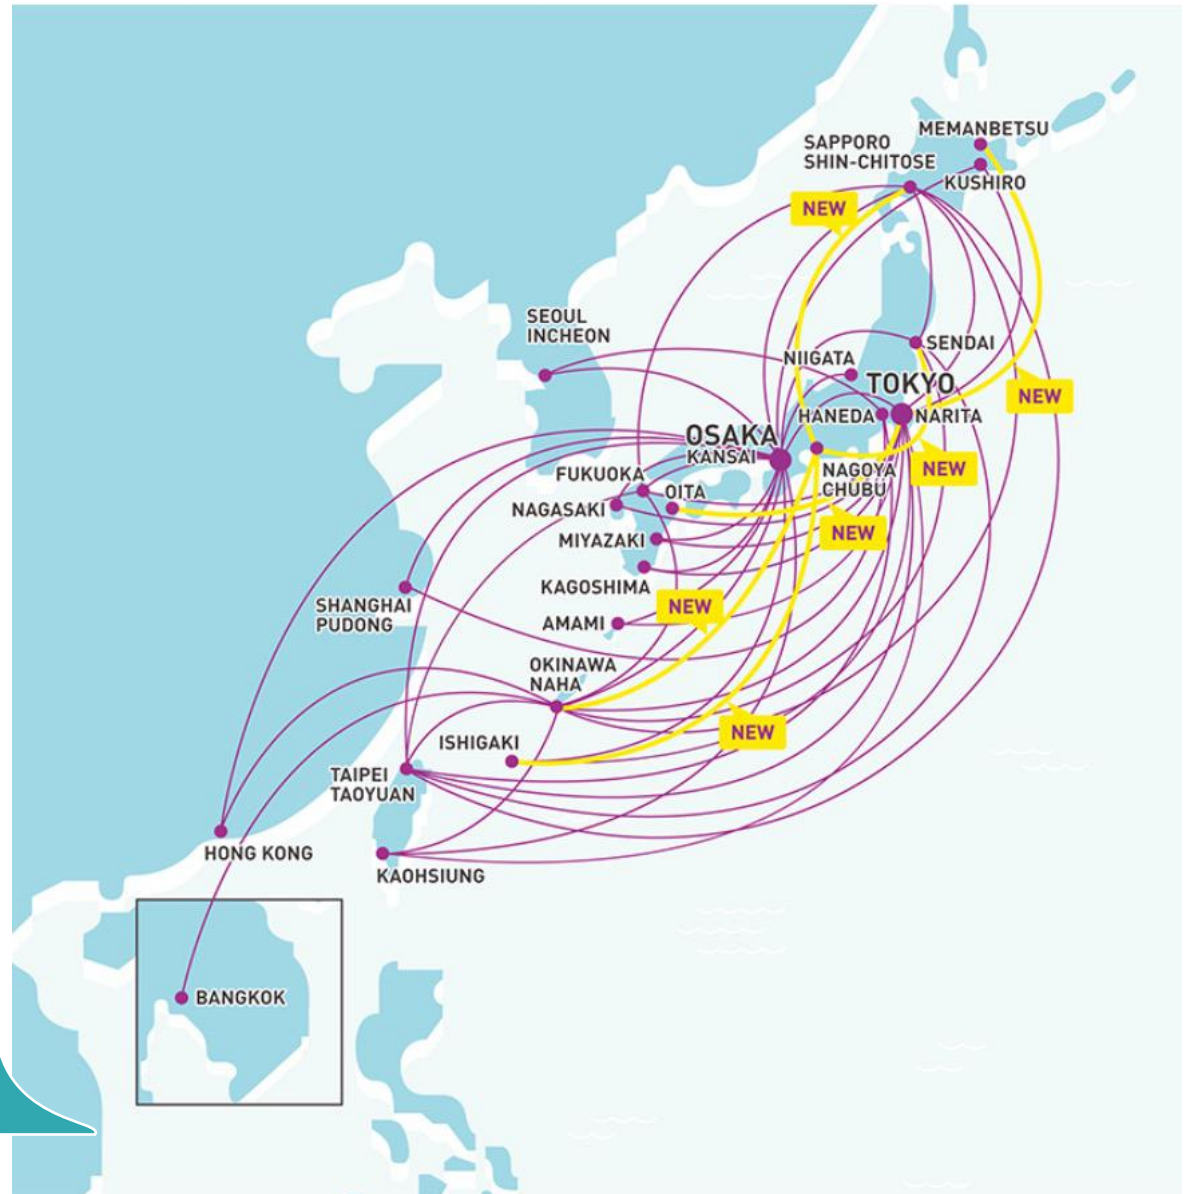 MEMANBETSU
SAPPORO
SHIN-CHITOSE
KUSHIRO
NEW
SEOUL
INCHEON
SENDAI
NIIGATA
TOKYO
NEW
HANEDA
NARITA
OSAKA
KANSAI
NAGOYA
CHUBU
NEW
FUKUOKA
OITA
NAGASAKI
NEW
MIYAZAKI
KAGOSHIMA
SHANGHAI
PUDONG
NEW
AMAMI
OKINAWA
NAHA
NEW
ISHIGAKI
TAIPEI
TAOYUAN
HONG KONG
KAOHSIUNG
BANGKOK